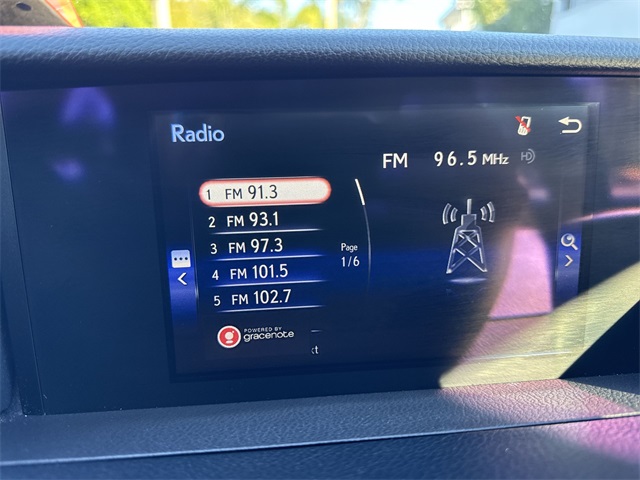 Radio
FM 96.5 MHz HD
1 FM 91.3
2 FM 93.1
3 FM 97.3
4 FM 101.5
5 FM 102.7
Page
1/6
POWERED BY
gracenote